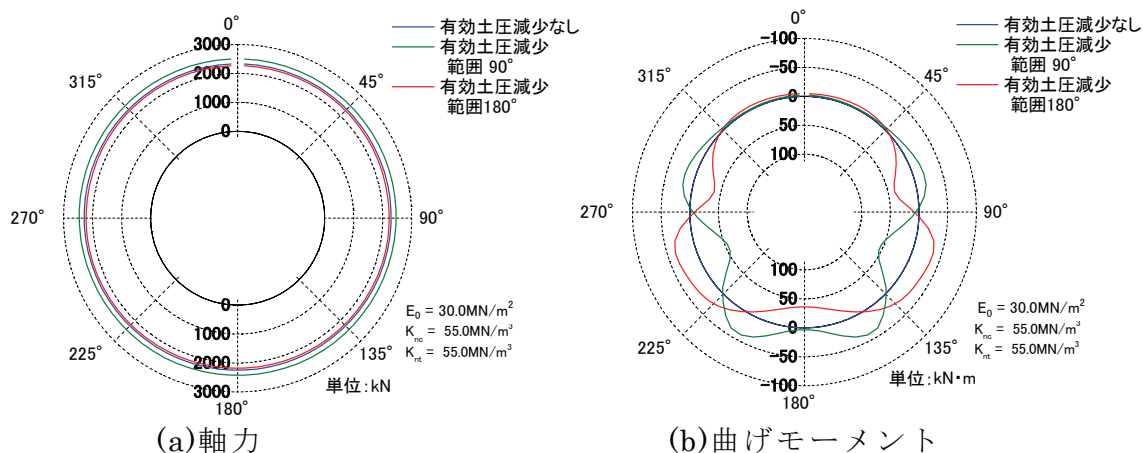 0°
3000
2000
1000
0
315°
45°
270°
90°
225°
135°
0
1000
2000
3000
180°
有効土圧減少なし
有効土圧減少
範囲 90°
有効土圧減少
範囲180°
E₀ = 30.0MN/m²
Kₙc = 55.0MN/m³
Kₙt = 55.0MN/m³
単位:kN
(a)軸力
0°
-100
-50
0
50
100
315°
45°
270°
90°
225°
135°
100
50
0
-50
-100
180°
有効土圧減少なし
有効土圧減少
範囲 90°
有効土圧減少
範囲180°
E₀ = 30.0MN/m²
Kₙc = 55.0MN/m³
Kₙt = 55.0MN/m³
単位:kN・m
(b)曲げモーメント